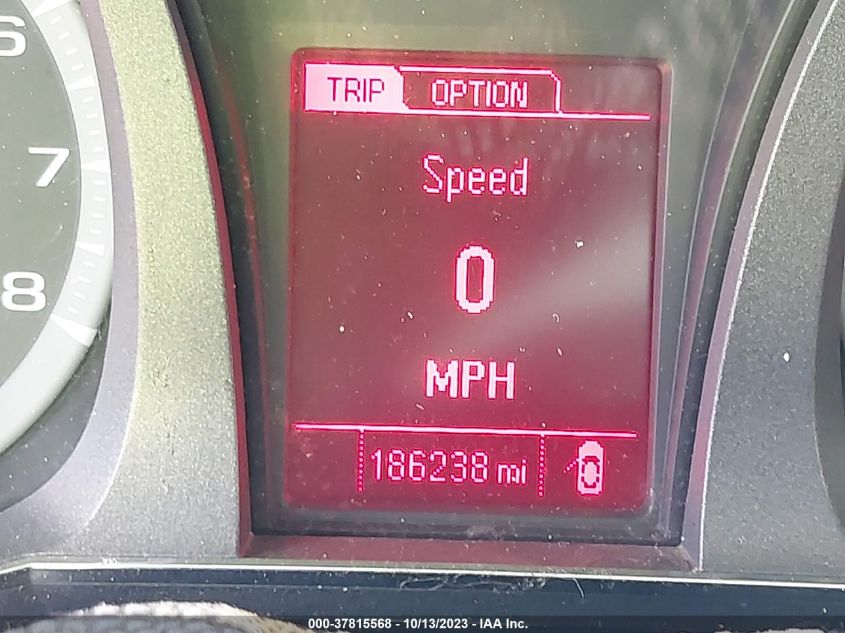 6
7
8
TRIP OPTION
Speed
0
MPH
186238 mi
000-37815568 - 10/13/2023 - IAA Inc.